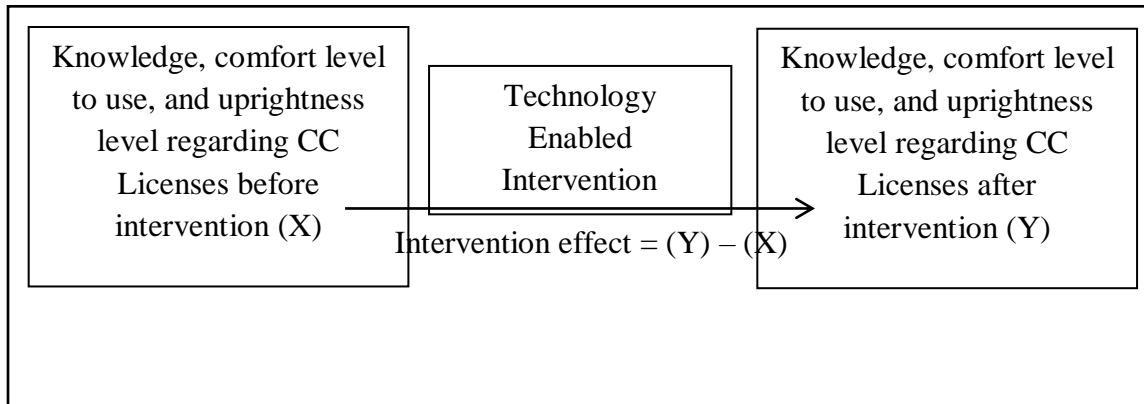 Knowledge, comfort level
to use, and uprightness
level regarding CC
Licenses before
intervention (X)
Technology
Enabled
Intervention
Intervention effect = (Y) – (X)
Knowledge, comfort level
to use, and uprightness
level regarding CC
Licenses after
intervention (Y)